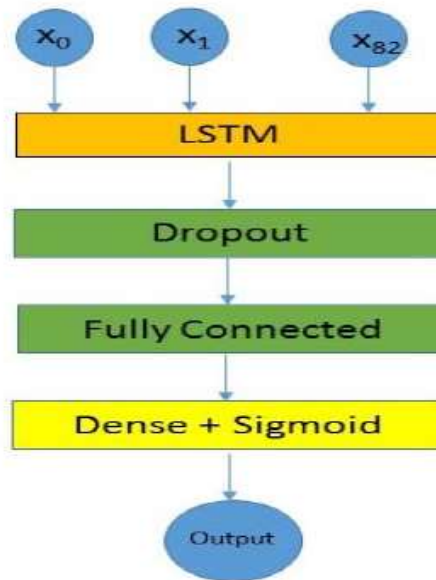 x₀ x₁ x₈₂
LSTM
Dropout
Fully Connected
Dense + Sigmoid
Output